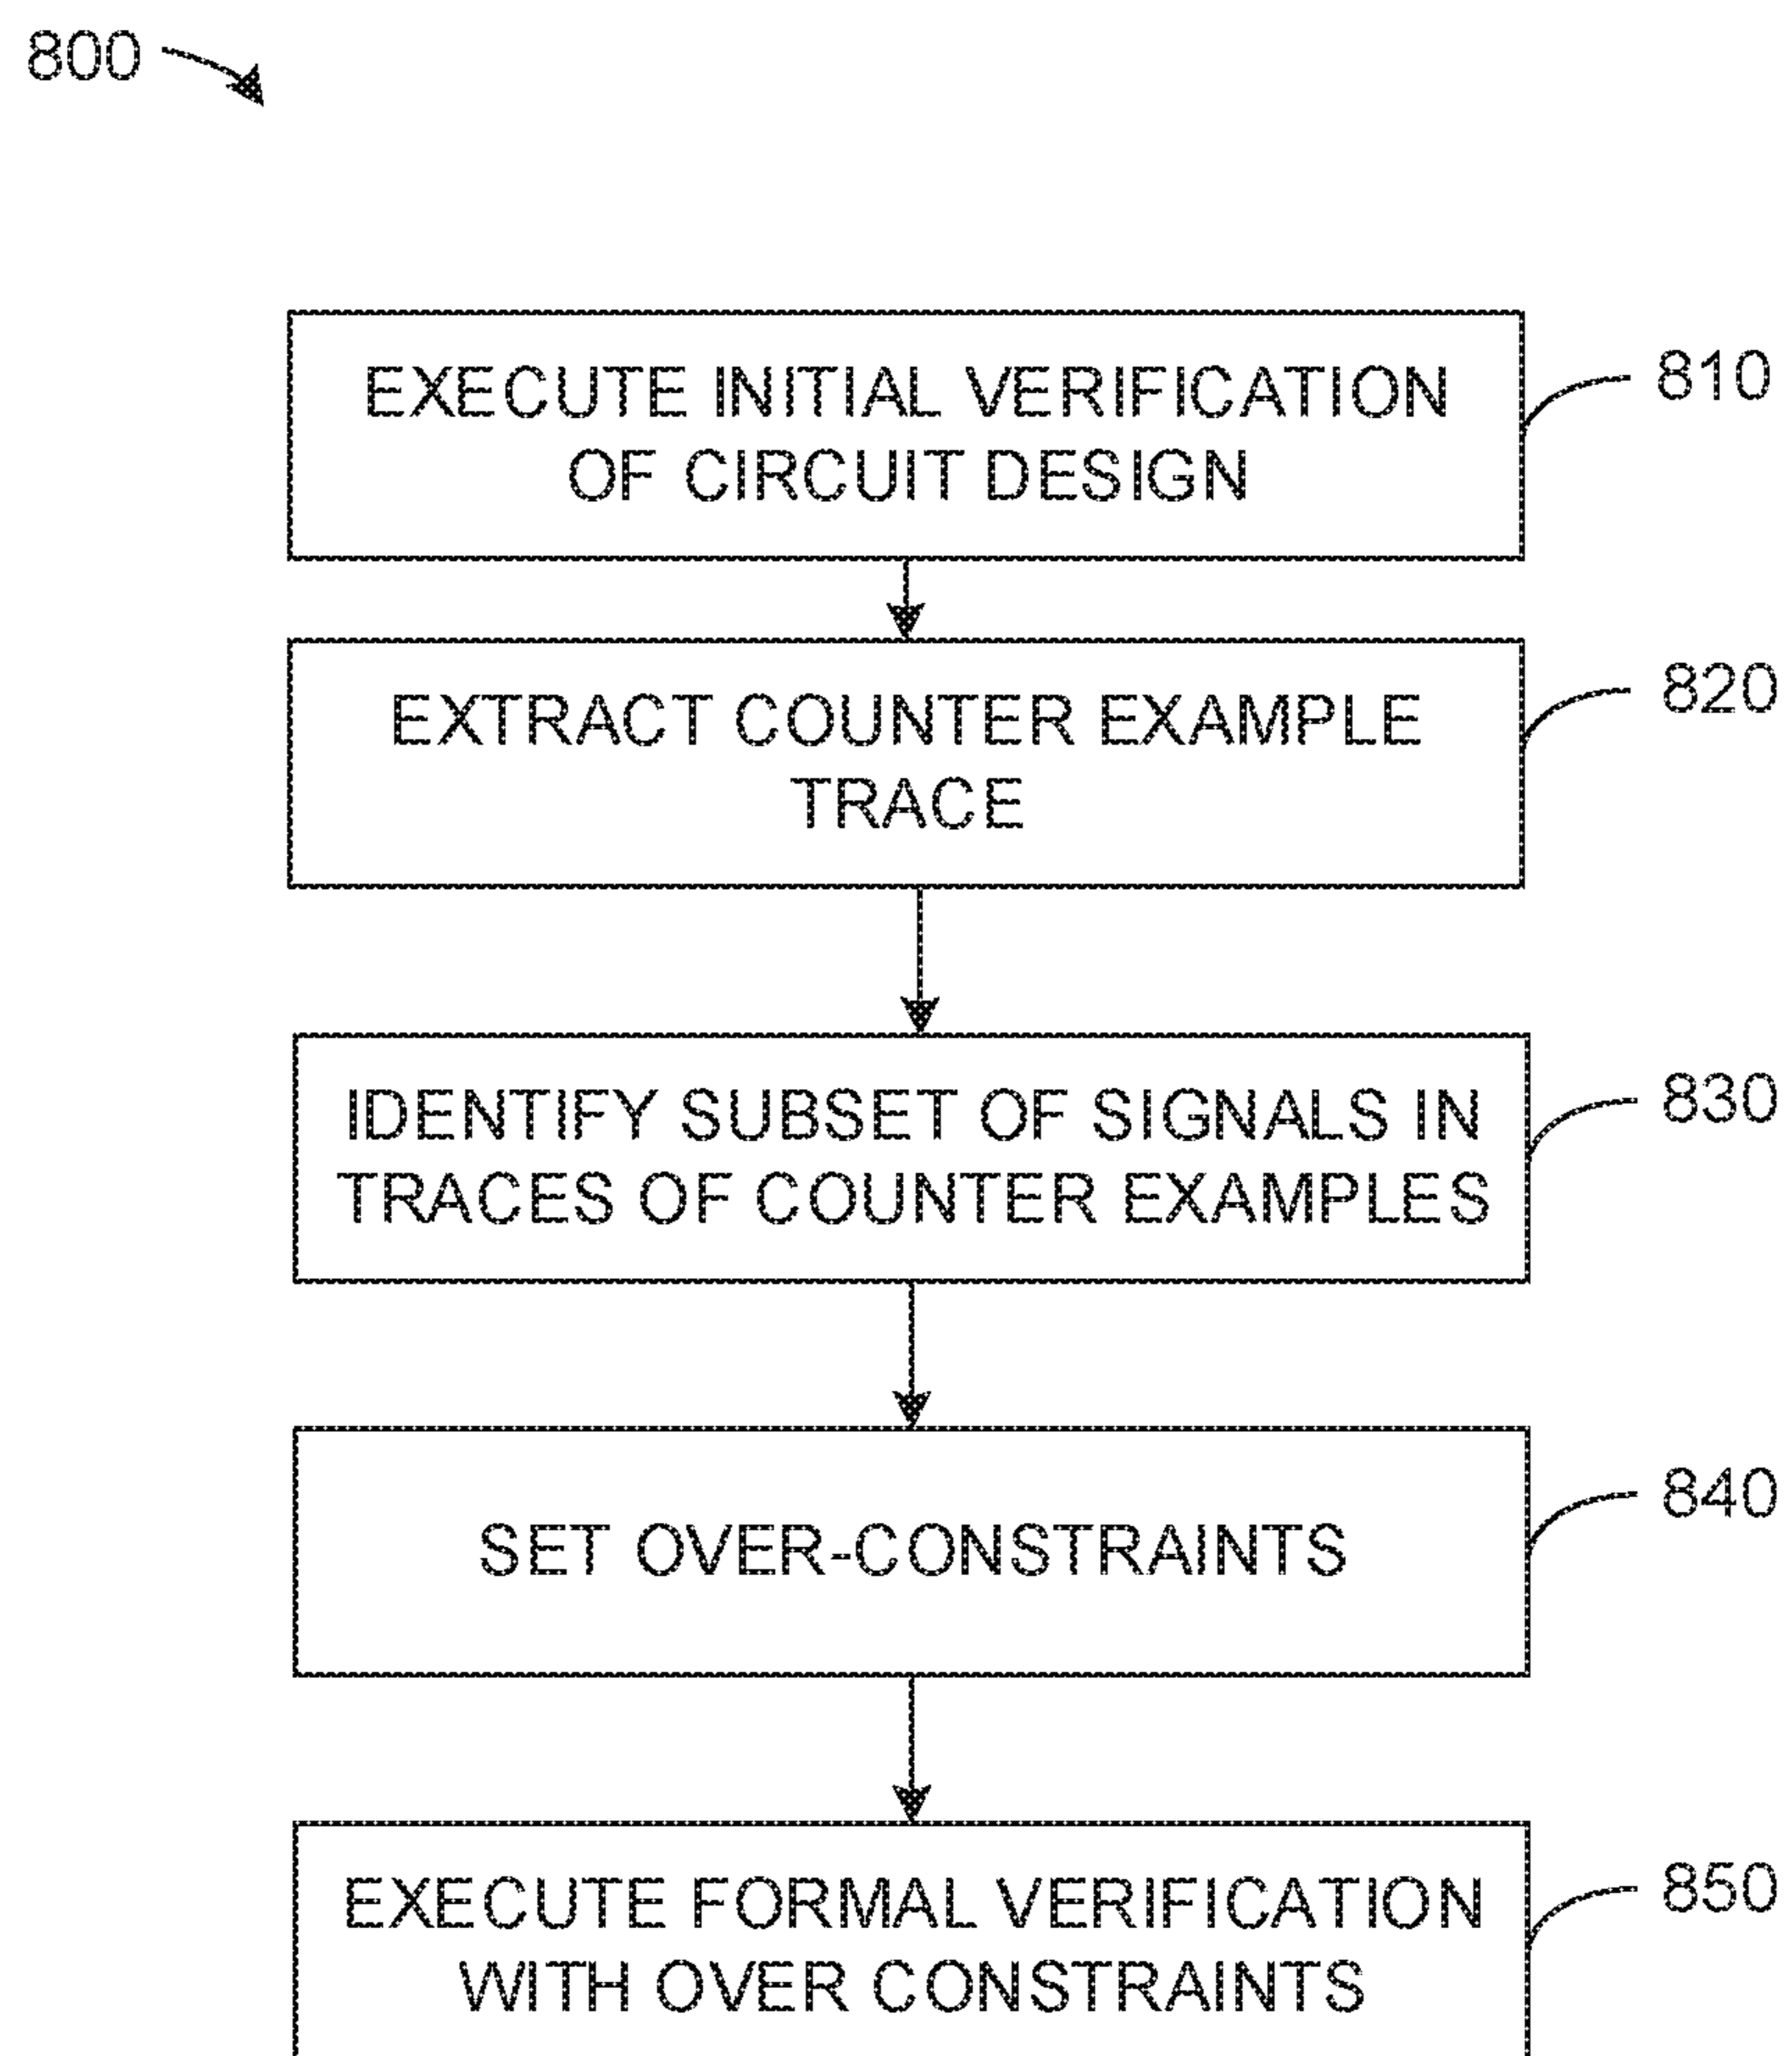 800
EXECUTE INITIAL VERIFICATION
OF CIRCUIT DESIGN
810
EXTRACT COUNTER EXAMPLE
TRACE
820
IDENTIFY SUBSET OF SIGNALS IN
TRACES OF COUNTER EXAMPLES
830
SET OVER-CONSTRAINTS
840
EXECUTE FORMAL VERIFICATION
WITH OVER CONSTRAINTS
850